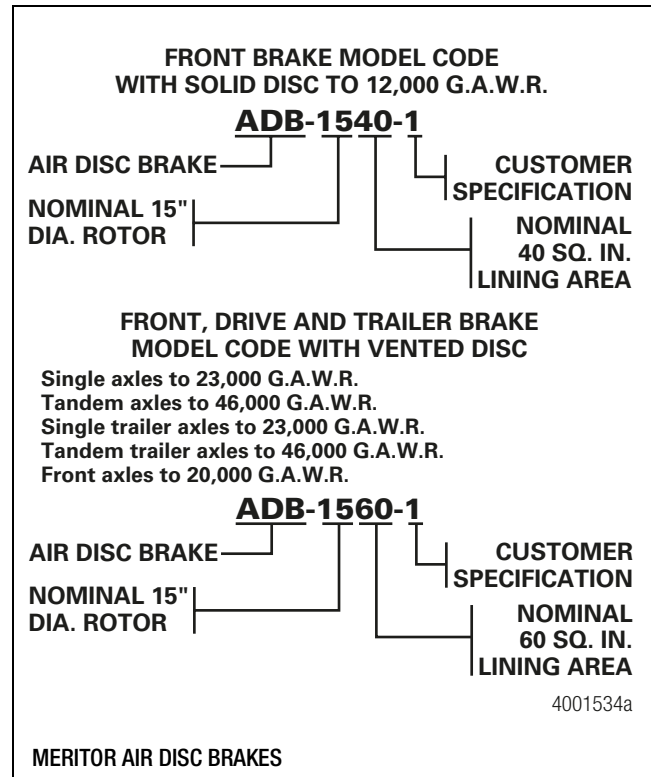 FRONT BRAKE MODEL CODE
WITH SOLID DISC TO 12,000 G.A.W.R.
ADB-1540-1
AIR DISC BRAKE
CUSTOMER
SPECIFICATION
NOMINAL 15"
DIA. ROTOR
NOMINAL
40 SQ. IN.
LINING AREA
FRONT, DRIVE AND TRAILER BRAKE
MODEL CODE WITH VENTED DISC
Single axles to 23,000 G.A.W.R.
Tandem axles to 46,000 G.A.W.R.
Single trailer axles to 23,000 G.A.W.R.
Tandem trailer axles to 46,000 G.A.W.R.
Front axles to 20,000 G.A.W.R.
ADB-1560-1
AIR DISC BRAKE
CUSTOMER
SPECIFICATION
NOMINAL 15"
DIA. ROTOR
NOMINAL
60 SQ. IN.
LINING AREA
4001534a
MERITOR AIR DISC BRAKES